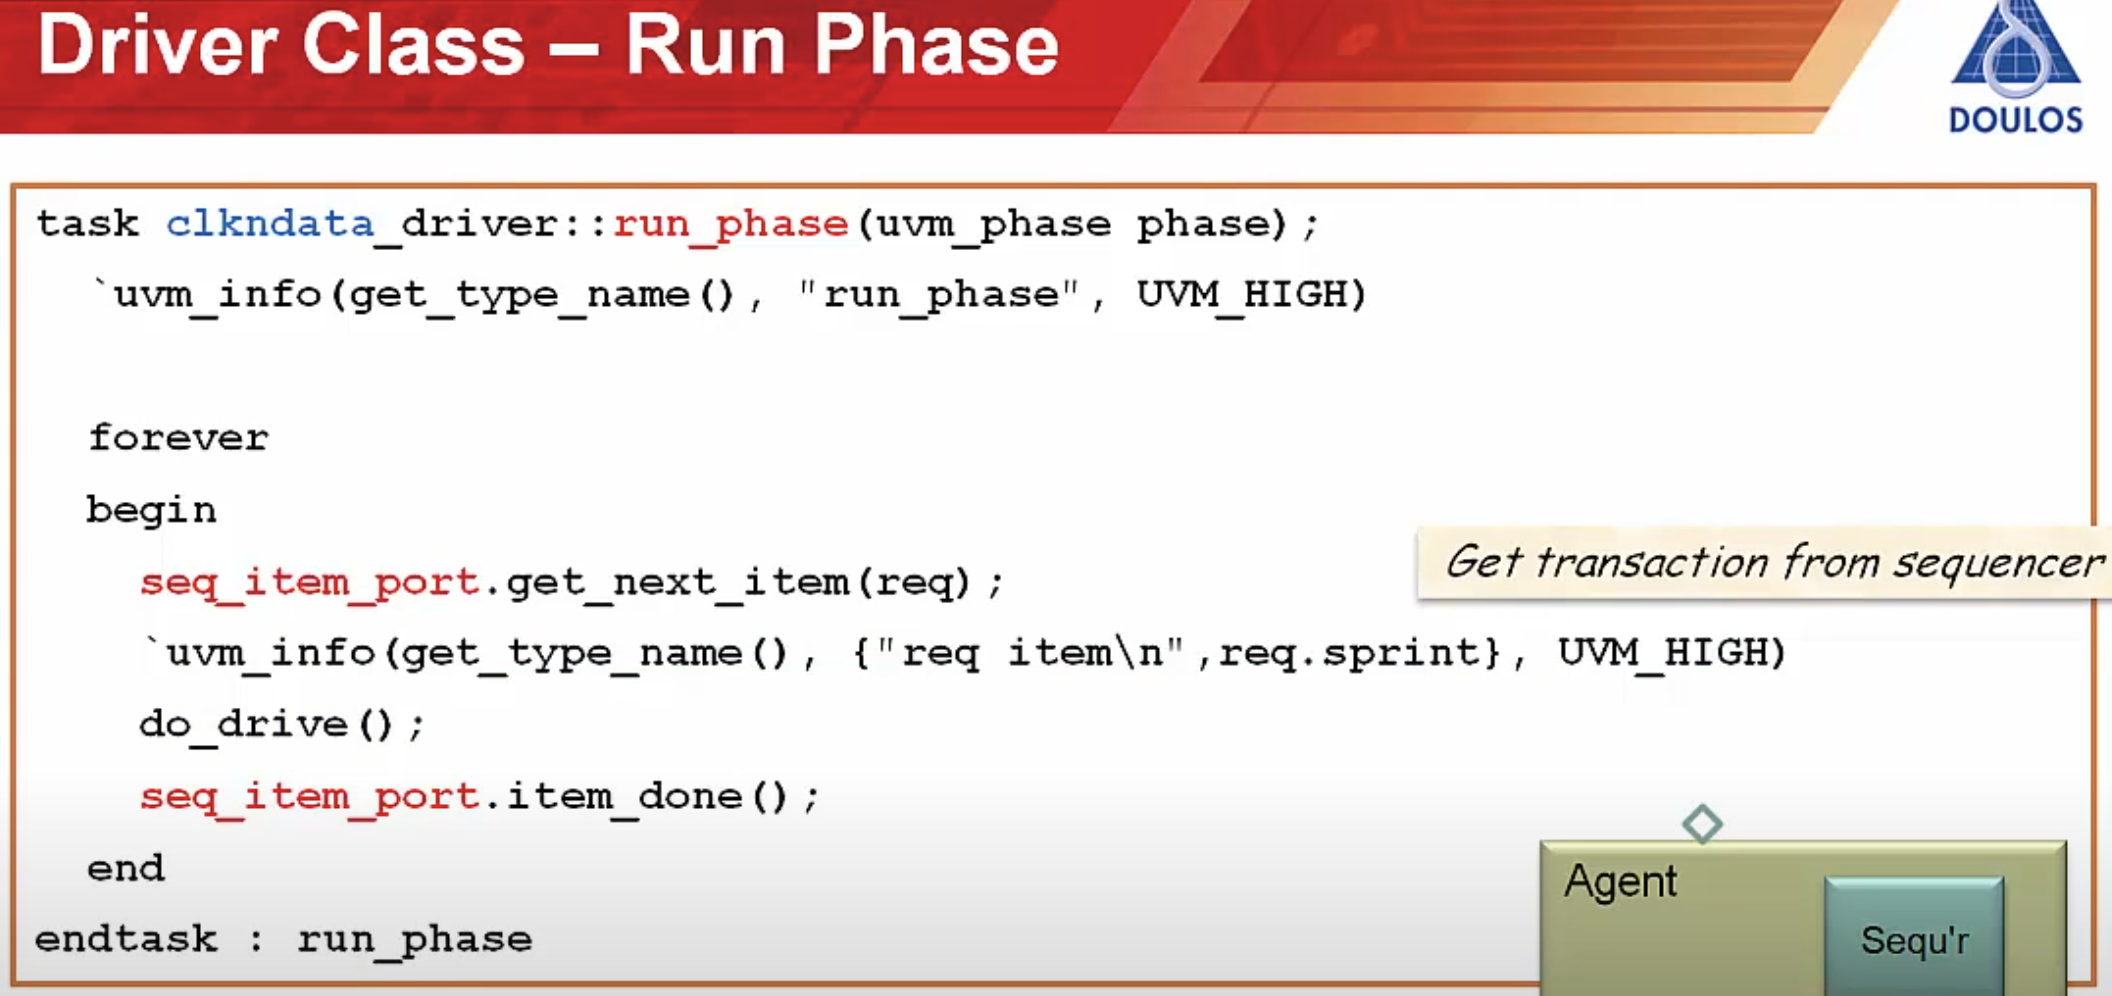 Driver Class – Run Phase
DOULOS
task clkndata_driver::run_phase(uvm_phase phase);
`uvm_info(get_type_name(), "run_phase", UVM_HIGH)
forever
begin
seq_item_port.get_next_item(req);
Get transaction from sequencer
`uvm_info(get_type_name(), {"req item\n",req.sprint}, UVM_HIGH)
do_drive();
seq_item_port.item_done();
end
endtask : run_phase
Agent
Sequ'r